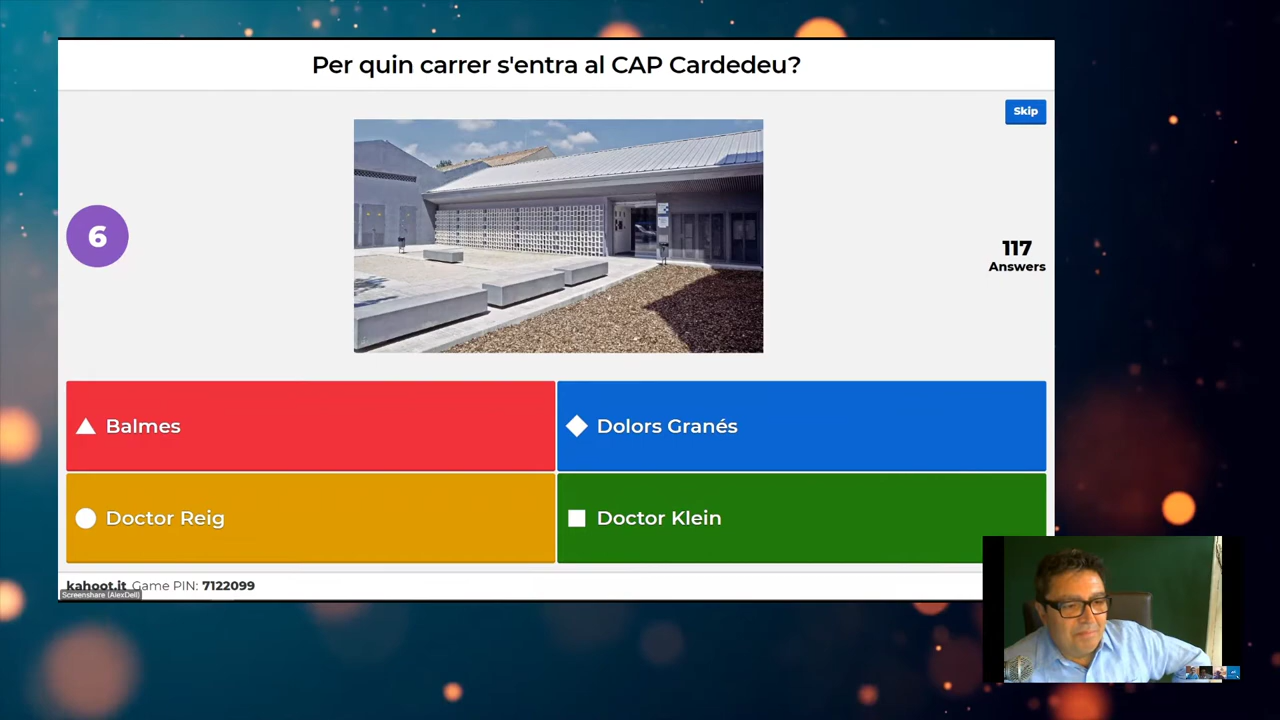 Per quin carrer s'entra al CAP Cardedeu?
Skip
6
117
Answers
Balmes
Dolors Granés
Doctor Reig
Doctor Klein
kahoot.it Game PIN: 7122099
Screenshare (AlexDell)